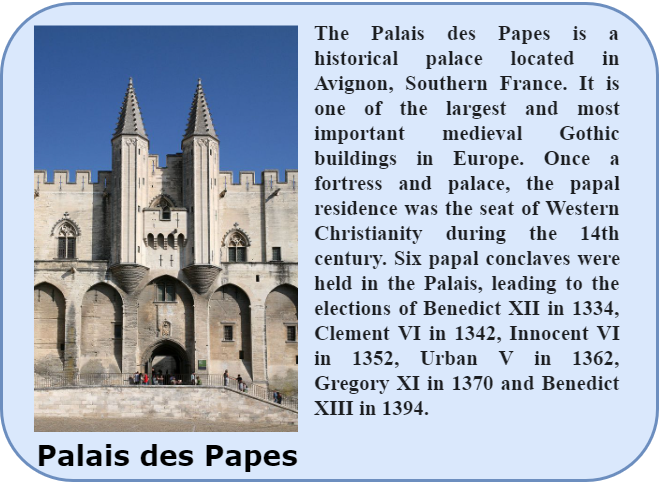 The Palais des Papes is a
historical palace located in
Avignon, Southern France. It is
one of the largest and most
important medieval Gothic
buildings in Europe. Once a
fortress and palace, the papal
residence was the seat of Western
Christianity during the 14th
century. Six papal conclaves were
held in the Palais, leading to the
elections of Benedict XII in 1334,
Clement VI in 1342, Innocent VI
in 1352, Urban V in 1362,
Gregory XI in 1370 and Benedict
XIII in 1394.
Palais des Papes